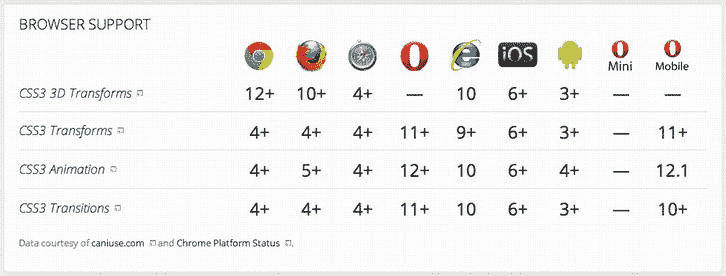 BROWSER SUPPORT
iOS Mini Mobile
CSS3 3D Transforms 12+ 10+ 4+ — 10 6+ 3+ — —
CSS3 Transforms 4+ 4+ 4+ 11+ 9+ 6+ 3+ — 11+
CSS3 Animation 4+ 5+ 4+ 12+ 10 6+ 4+ — 12.1
CSS3 Transitions 4+ 4+ 4+ 11+ 10 6+ 3+ — 10+
Data courtesy of caniuse.com and Chrome Platform Status .